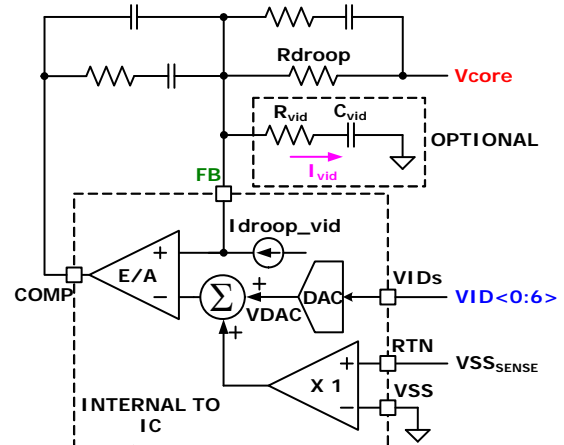 Rdroop
Vcore
Rvid
Cvid
OPTIONAL
Ivid
FB
Idroop_vid
+
E/A
−
COMP
Σ
+
+
VDAC
DAC
VIDs
VID<0:6>
RTN
+
VSSSENSE
X 1
VSS
−
INTERNAL TO
IC